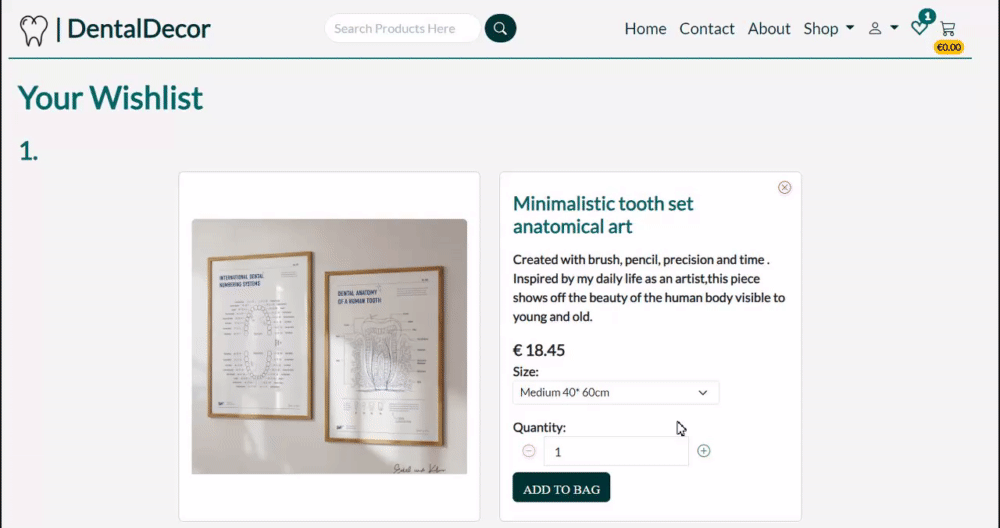 | DentalDecor
Search Products Here
Home Contact About Shop
1
€0.00
Your Wishlist
1.
INTERNATIONAL DENTAL
NUMBERING SYSTEMS
DENTAL ANATOMY
OF A HUMAN TOOTH
Minimalistic tooth set
anatomical art
Created with brush, pencil, precision and time .
Inspired by my daily life as an artist,this piece
shows off the beauty of the human body visible to
young and old.
€ 18.45
Size:
Medium 40* 60cm
Quantity:
1
ADD TO BAG